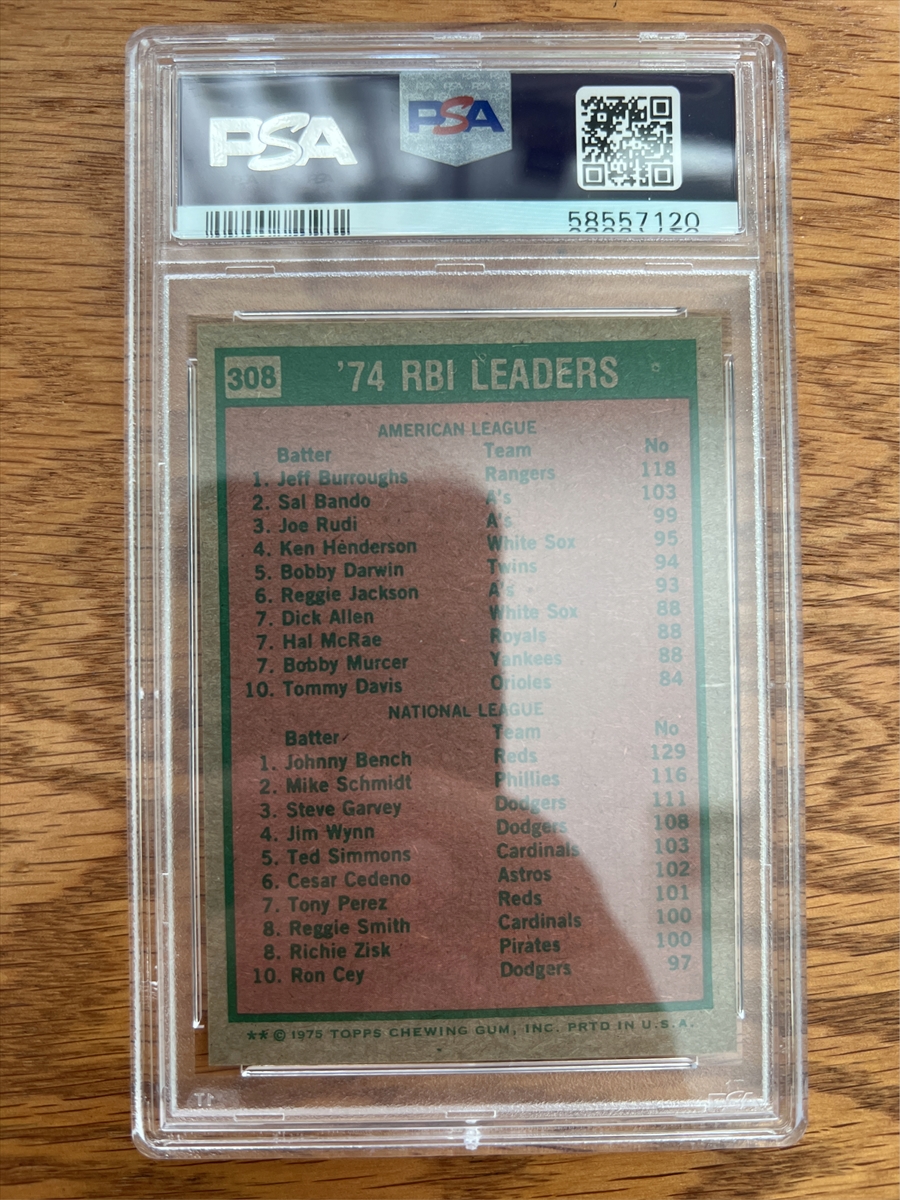 PSA
PSA
58557120
308 '74 RBI LEADERS
AMERICAN LEAGUE
Batter Team No
1. Jeff Burroughs Rangers 118
2. Sal Bando A's 103
3. Joe Rudi A's 99
4. Ken Henderson White Sox 95
5. Bobby Darwin Twins 94
6. Reggie Jackson A's 93
7. Dick Allen White Sox 88
7. Hal McRae Royals 88
7. Bobby Murcer Yankees 88
10. Tommy Davis Orioles 84
NATIONAL LEAGUE
Batter Team No
1. Johnny Bench Reds 129
2. Mike Schmidt Phillies 116
3. Steve Garvey Dodgers 111
4. Jim Wynn Dodgers 108
5. Ted Simmons Cardinals 103
6. Cesar Cedeno Astros 102
7. Tony Perez Reds 101
8. Reggie Smith Cardinals 100
8. Richie Zisk Pirates 100
10. Ron Cey Dodgers 97
** © 1975 TOPPS CHEWING GUM, INC. PRTD IN U.S.A.